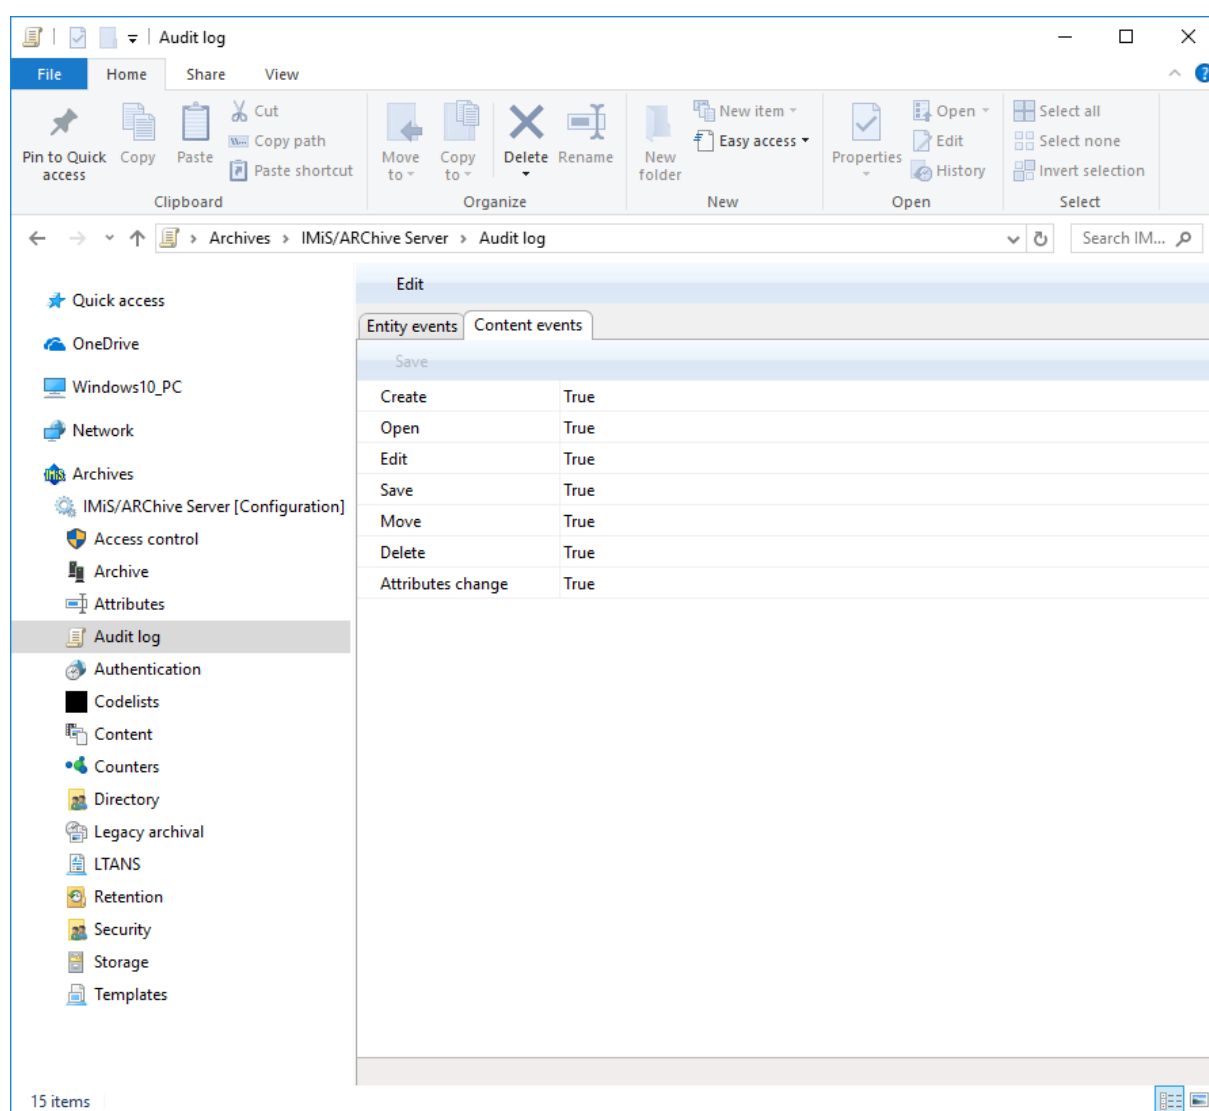 Audit log
File Home Share View
Pin to Quick access
Copy
Paste
Cut
Copy path
Paste shortcut
Clipboard
Move to
Copy to
Delete
Rename
Organize
New folder
New item
Easy access
New
Properties
Open
Edit
History
Open
Select all
Select none
Invert selection
Select
Archives › IMiS/ARChive Server › Audit log
Search IM...
Quick access
OneDrive
Windows10_PC
Network
Archives
IMiS/ARChive Server [Configuration]
Access control
Archive
Attributes
Audit log
Authentication
Codelists
Content
Counters
Directory
Legacy archival
LTANS
Retention
Security
Storage
Templates
Edit
Entity events Content events
Save
Create True
Open True
Edit True
Save True
Move True
Delete True
Attributes change True
15 items